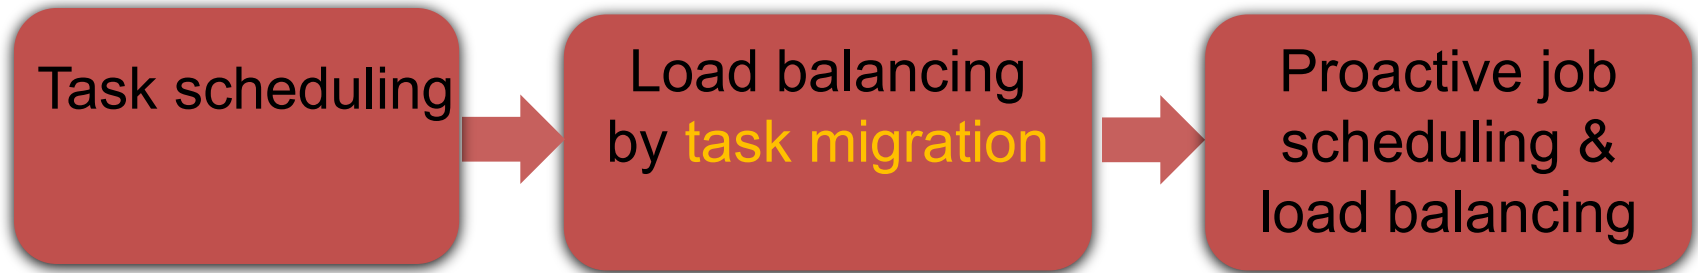 Task scheduling
Load balancing
by task migration
Proactive job
scheduling &
load balancing